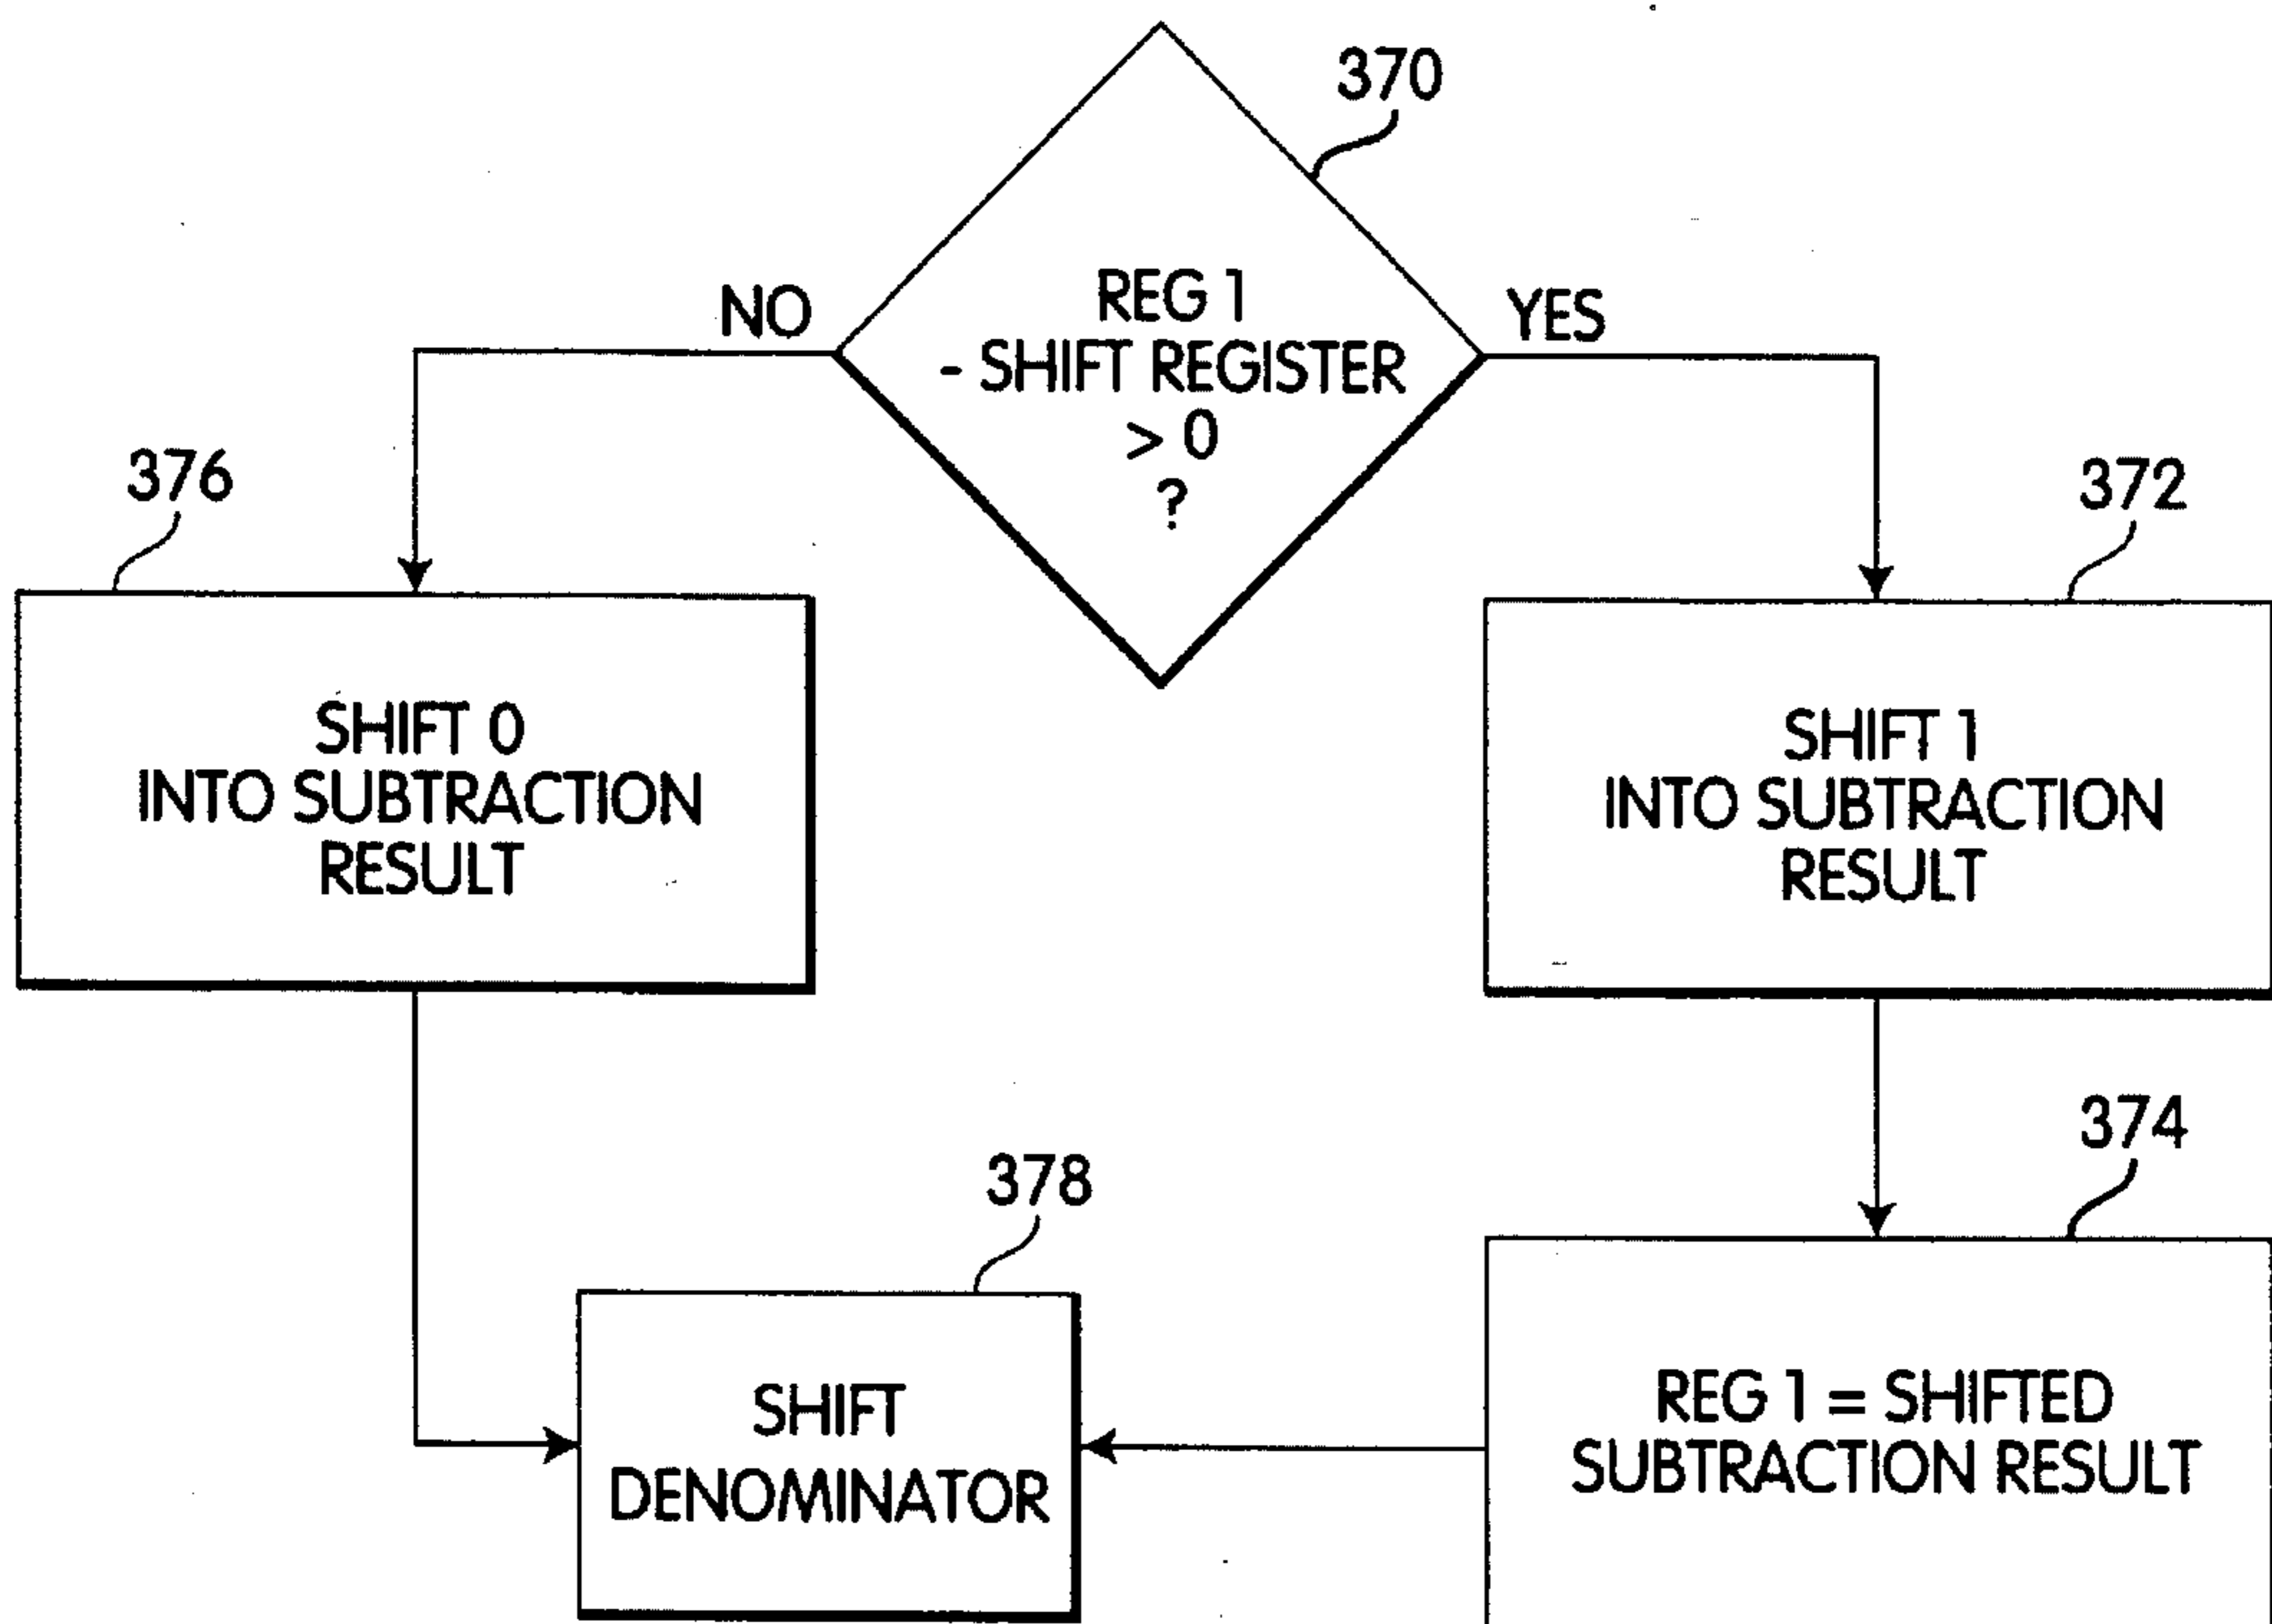 370
REG 1
- SHIFT REGISTER
> 0
?
NO
YES
376
372
SHIFT 0
INTO SUBTRACTION
RESULT
SHIFT 1
INTO SUBTRACTION
RESULT
378
374
SHIFT
DENOMINATOR
REG 1 = SHIFTED
SUBTRACTION RESULT